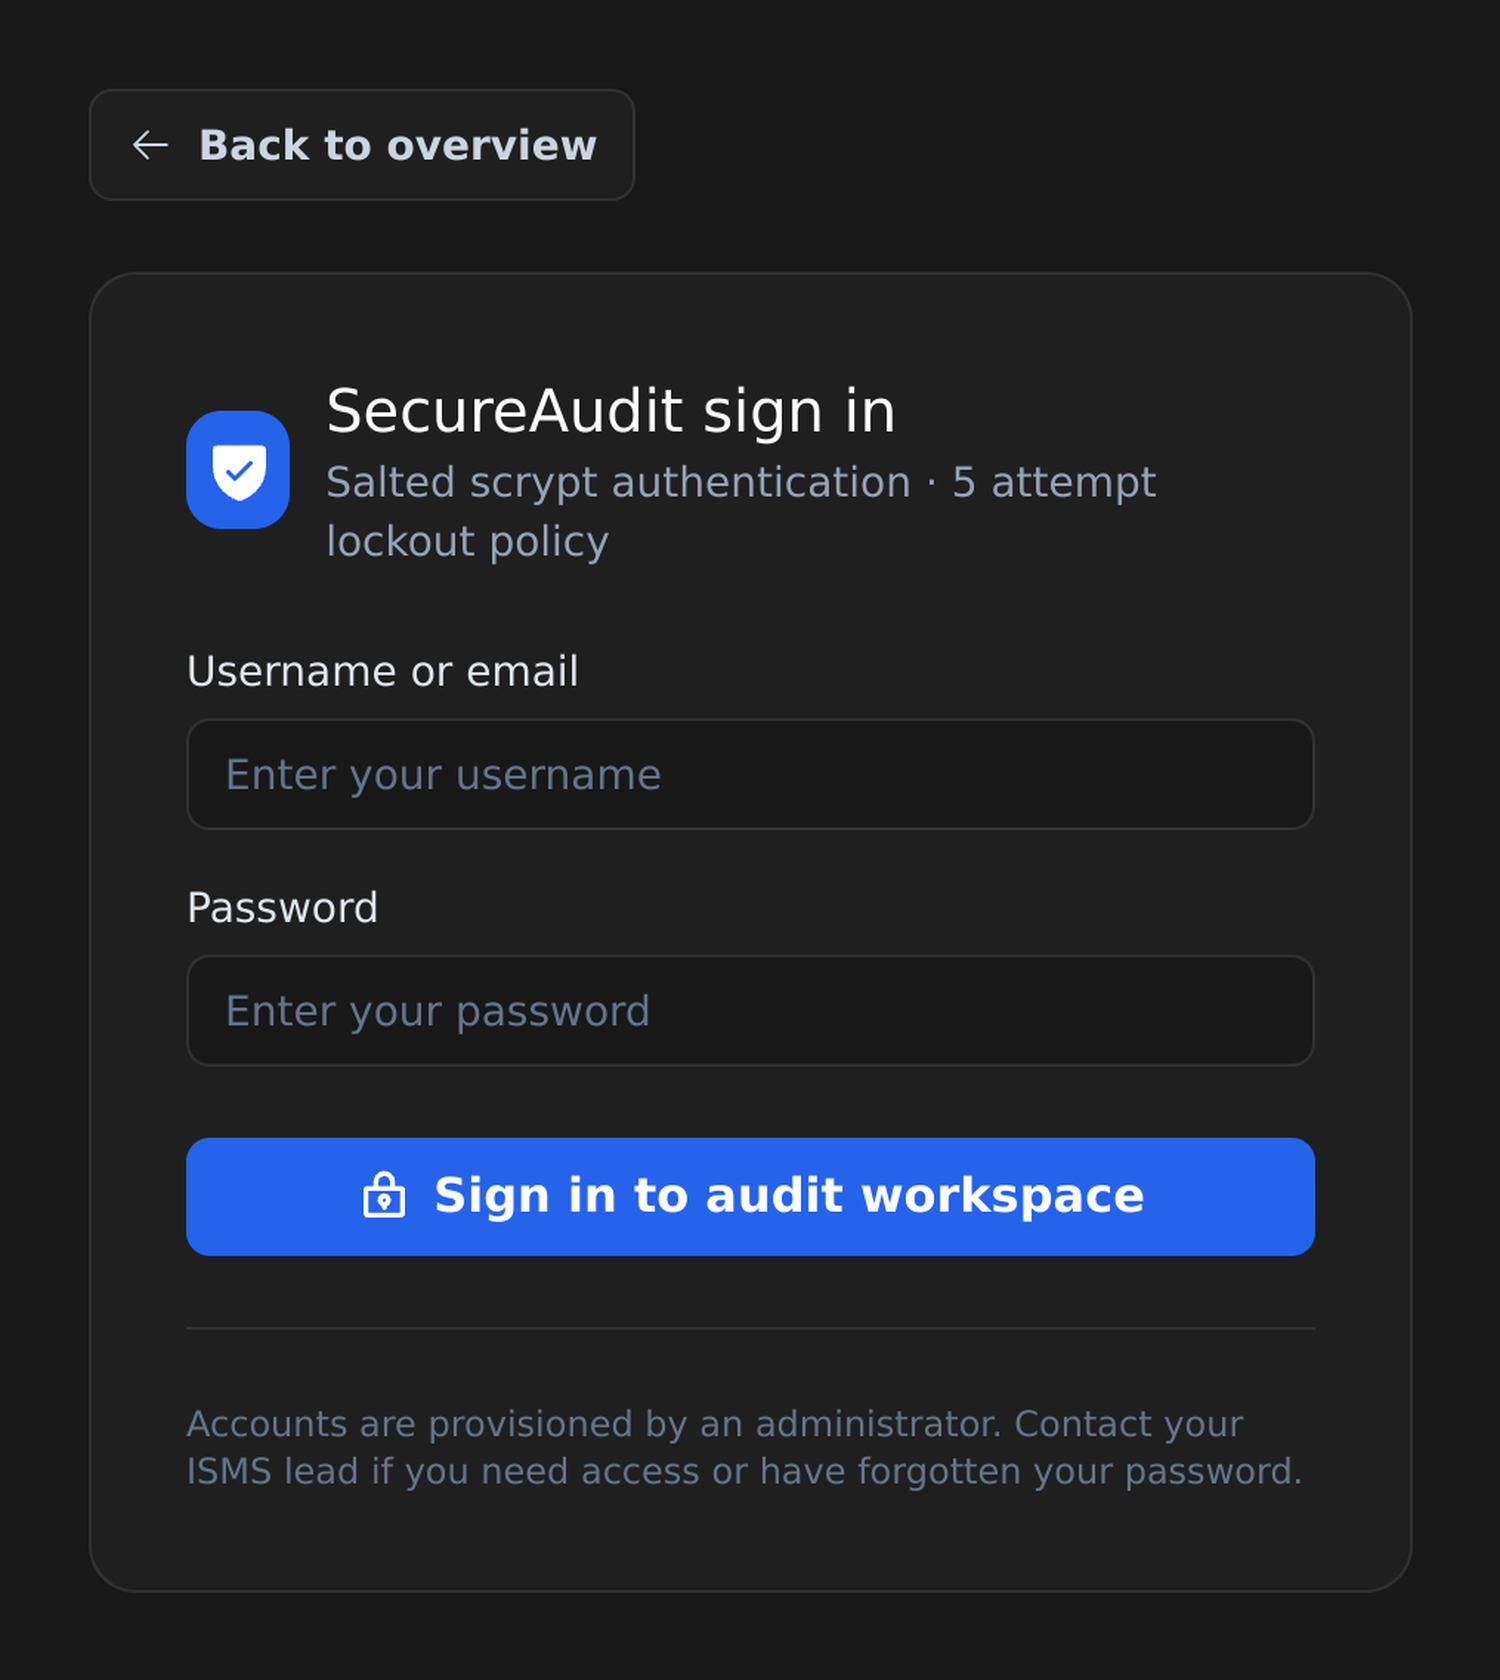 Back to overview
SecureAudit sign in
Salted scrypt authentication · 5 attempt
lockout policy
Username or email
Enter your username
Password
Enter your password
Sign in to audit workspace
Accounts are provisioned by an administrator. Contact your
ISMS lead if you need access or have forgotten your password.